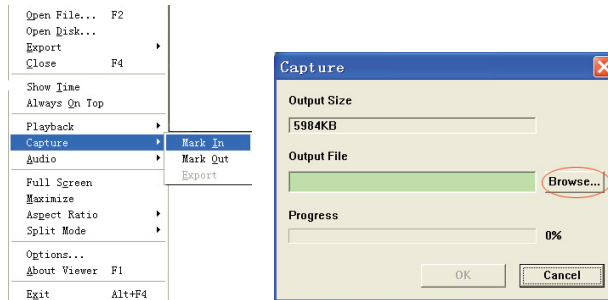 Open File... F2
Open Disk...
Export
Close F4
Show Time
Always On Top
Playback
Capture
Audio
Full Screen
Maximize
Aspect Ratio
Split Mode
Options...
About Viewer F1
Exit Alt+F4
Mark In
Mark Out
Export
Capture
Output Size
5984KB
Output File
Browse...
Progress
0%
OK Cancel